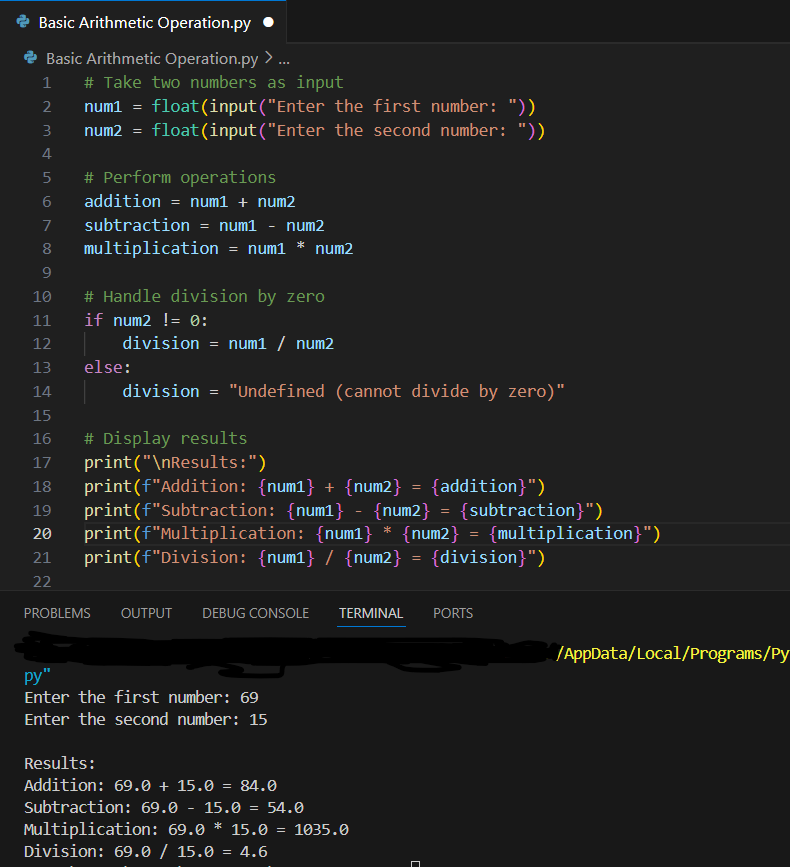 Basic Arithmetic Operation.py
Basic Arithmetic Operation.py > ...
1 # Take two numbers as input
2 num1 = float(input("Enter the first number: "))
3 num2 = float(input("Enter the second number: "))
4
5 # Perform operations
6 addition = num1 + num2
7 subtraction = num1 - num2
8 multiplication = num1 * num2
9
10 # Handle division by zero
11 if num2 != 0:
12     division = num1 / num2
13 else:
14     division = "Undefined (cannot divide by zero)"
15
16 # Display results
17 print("\nResults:")
18 print(f"Addition: {num1} + {num2} = {addition}")
19 print(f"Subtraction: {num1} - {num2} = {subtraction}")
20 print(f"Multiplication: {num1} * {num2} = {multiplication}")
21 print(f"Division: {num1} / {num2} = {division}")
22
PROBLEMS OUTPUT DEBUG CONSOLE TERMINAL PORTS
/AppData/Local/Programs/Py
py"
Enter the first number: 69
Enter the second number: 15

Results:
Addition: 69.0 + 15.0 = 84.0
Subtraction: 69.0 - 15.0 = 54.0
Multiplication: 69.0 * 15.0 = 1035.0
Division: 69.0 / 15.0 = 4.6